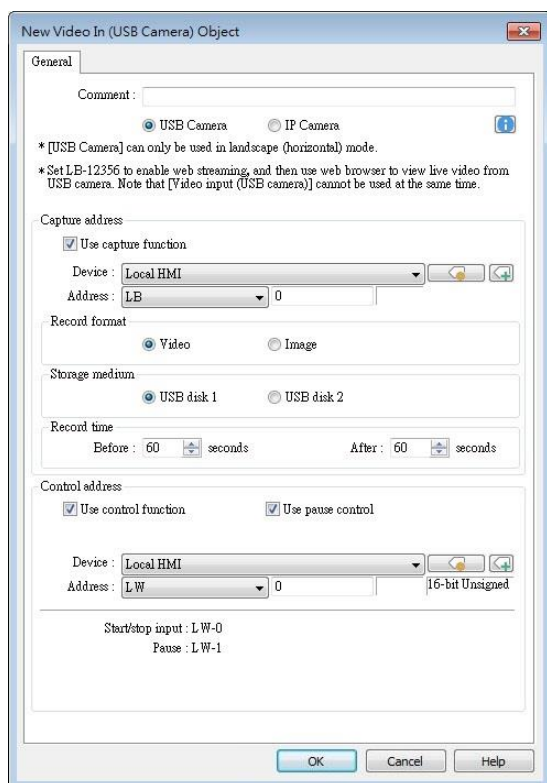 New Video In (USB Camera) Object
General
Comment :
USB Camera IP Camera
* [USB Camera] can only be used in landscape (horizontal) mode.
* Set LB-12356 to enable web streaming, and then use web browser to view live video from
USB camera. Note that [Video input (USB camera)] cannot be used at the same time.
Capture address
Use capture function
Device : Local HMI
Address : LB 0
Record format
Video Image
Storage medium
USB disk 1 USB disk 2
Record time
Before : 60 seconds After : 60 seconds
Control address
Use control function Use pause control
Device : Local HMI
Address : LW 0 16-bit Unsigned
Start/stop input : LW-0
Pause : LW-1
OK Cancel Help